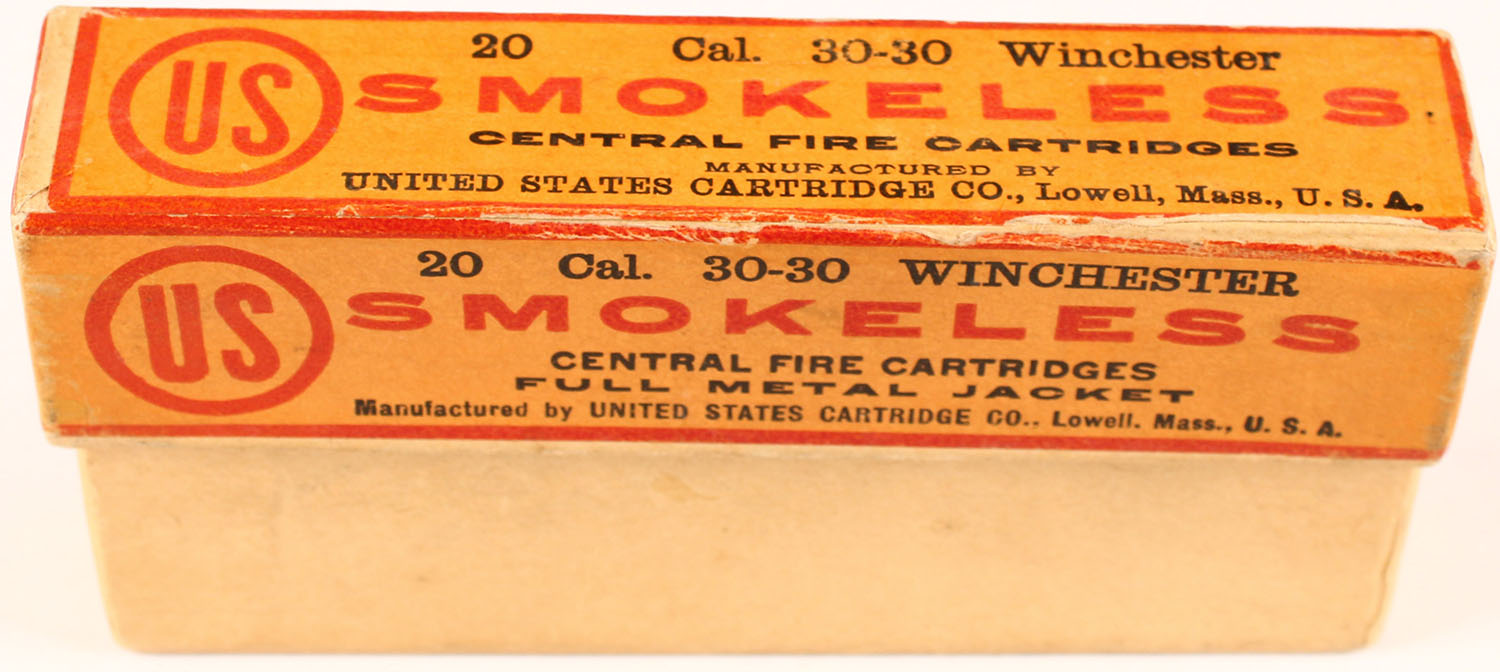 US
20 Cal. 30-30 Winchester
SMOKELESS
CENTRAL FIRE CARTRIDGES
MANUFACTURED BY
UNITED STATES CARTRIDGE CO., Lowell, Mass., U. S. A.
US
20 Cal. 30-30 WINCHESTER
SMOKELESS
CENTRAL FIRE CARTRIDGES
FULL METAL JACKET
Manufactured by UNITED STATES CARTRIDGE CO., Lowell. Mass., U. S. A.